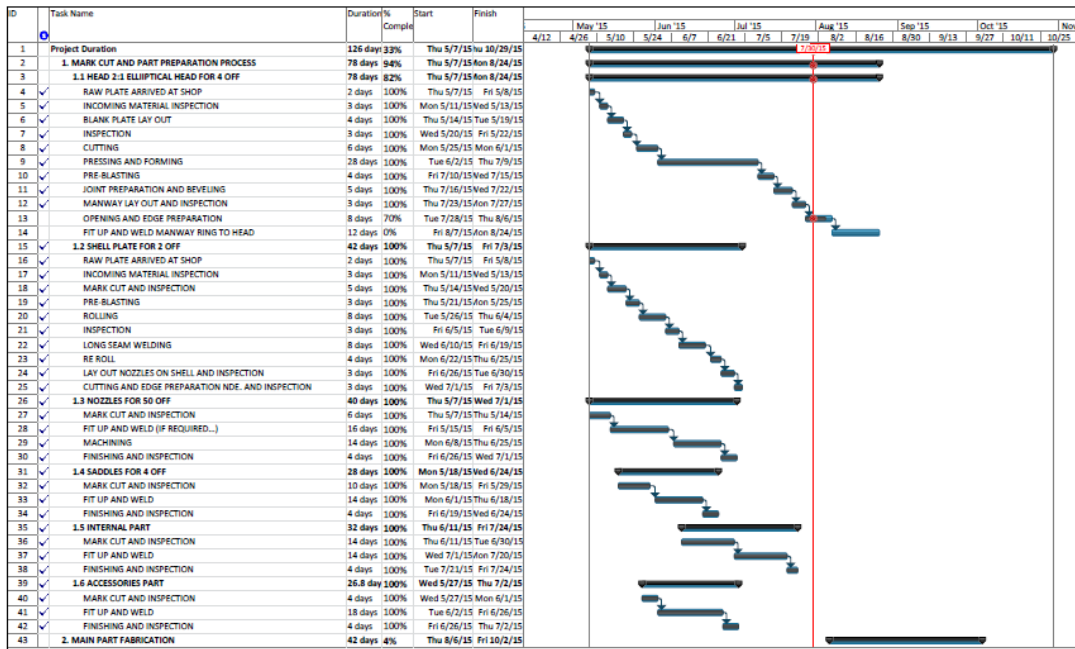 ID Task Name Duration % Comple Start Finish
May '15 Jun '15 Jul '15 Aug '15 Sep '15 Oct '15 Nov
4/12 4/26 5/10 5/24 6/7 6/21 7/5 7/19 8/2 8/16 8/30 9/13 9/27 10/11 10/25
7/30/15
1 Project Duration 126 days 33% Thu 5/7/15 hu 10/29/15
2 1. MARK CUT AND PART PREPARATION PROCESS 78 days 94% Thu 5/7/15 Mon 8/24/15
3 1.1 HEAD 2:1 ELLIIPTICAL HEAD FOR 4 OFF 78 days 82% Thu 5/7/15 Mon 8/24/15
4 RAW PLATE ARRIVED AT SHOP 2 days 100% Thu 5/7/15 Fri 5/8/15
5 INCOMING MATERIAL INSPECTION 3 days 100% Mon 5/11/15 Wed 5/13/15
6 BLANK PLATE LAY OUT 4 days 100% Thu 5/14/15 Tue 5/19/15
7 INSPECTION 3 days 100% Wed 5/20/15 Fri 5/22/15
8 CUTTING 6 days 100% Mon 5/25/15 Mon 6/1/15
9 PRESSING AND FORMING 28 days 100% Tue 6/2/15 Thu 7/9/15
10 PRE-BLASTING 4 days 100% Fri 7/10/15 Wed 7/15/15
11 JOINT PREPARATION AND BEVELING 5 days 100% Thu 7/16/15 Wed 7/22/15
12 MANWAY LAY OUT AND INSPECTION 3 days 100% Thu 7/23/15 Mon 7/27/15
13 OPENING AND EDGE PREPARATION 8 days 70% Tue 7/28/15 Thu 8/6/15
14 FIT UP AND WELD MANWAY RING TO HEAD 12 days 0% Fri 8/7/15 Mon 8/24/15
15 1.2 SHELL PLATE FOR 2 OFF 42 days 100% Thu 5/7/15 Fri 7/3/15
16 RAW PLATE ARRIVED AT SHOP 2 days 100% Thu 5/7/15 Fri 5/8/15
17 INCOMING MATERIAL INSPECTION 3 days 100% Mon 5/11/15 Wed 5/13/15
18 MARK CUT AND INSPECTION 5 days 100% Thu 5/14/15 Wed 5/20/15
19 PRE-BLASTING 3 days 100% Thu 5/21/15 Mon 5/25/15
20 ROLLING 8 days 100% Tue 5/26/15 Thu 6/4/15
21 INSPECTION 3 days 100% Fri 6/5/15 Tue 6/9/15
22 LONG SEAM WELDING 8 days 100% Wed 6/10/15 Fri 6/19/15
23 RE ROLL 4 days 100% Mon 6/22/15 Thu 6/25/15
24 LAY OUT NOZZLES ON SHELL AND INSPECTION 3 days 100% Fri 6/26/15 Tue 6/30/15
25 CUTTING AND EDGE PREPARATION NDE. AND INSPECTION 3 days 100% Wed 7/1/15 Fri 7/3/15
26 1.3 NOZZLES FOR 50 OFF 40 days 100% Thu 5/7/15 Wed 7/1/15
27 MARK CUT AND INSPECTION 6 days 100% Thu 5/7/15 Thu 5/14/15
28 FIT UP AND WELD (IF REQUIRED...) 16 days 100% Fri 5/15/15 Fri 6/5/15
29 MACHINING 14 days 100% Mon 6/8/15 Thu 6/25/15
30 FINISHING AND INSPECTION 4 days 100% Fri 6/26/15 Wed 7/1/15
31 1.4 SADDLES FOR 4 OFF 28 days 100% Mon 5/18/15 Wed 6/24/15
32 MARK CUT AND INSPECTION 10 days 100% Mon 5/18/15 Fri 5/29/15
33 FIT UP AND WELD 14 days 100% Mon 6/1/15 Thu 6/18/15
34 FINISHING AND INSPECTION 4 days 100% Fri 6/19/15 Wed 6/24/15
35 1.5 INTERNAL PART 32 days 100% Thu 6/11/15 Fri 7/24/15
36 MARK CUT AND INSPECTION 14 days 100% Thu 6/11/15 Tue 6/30/15
37 FIT UP AND WELD 14 days 100% Wed 7/1/15 Mon 7/20/15
38 FINISHING AND INSPECTION 4 days 100% Tue 7/21/15 Fri 7/24/15
39 1.6 ACCESSORIES PART 26.8 day 100% Wed 5/27/15 Thu 7/2/15
40 MARK CUT AND INSPECTION 4 days 100% Wed 5/27/15 Mon 6/1/15
41 FIT UP AND WELD 18 days 100% Tue 6/2/15 Fri 6/26/15
42 FINISHING AND INSPECTION 4 days 100% Fri 6/26/15 Thu 7/2/15
43 2. MAIN PART FABRICATION 42 days 4% Thu 8/6/15 Fri 10/2/15